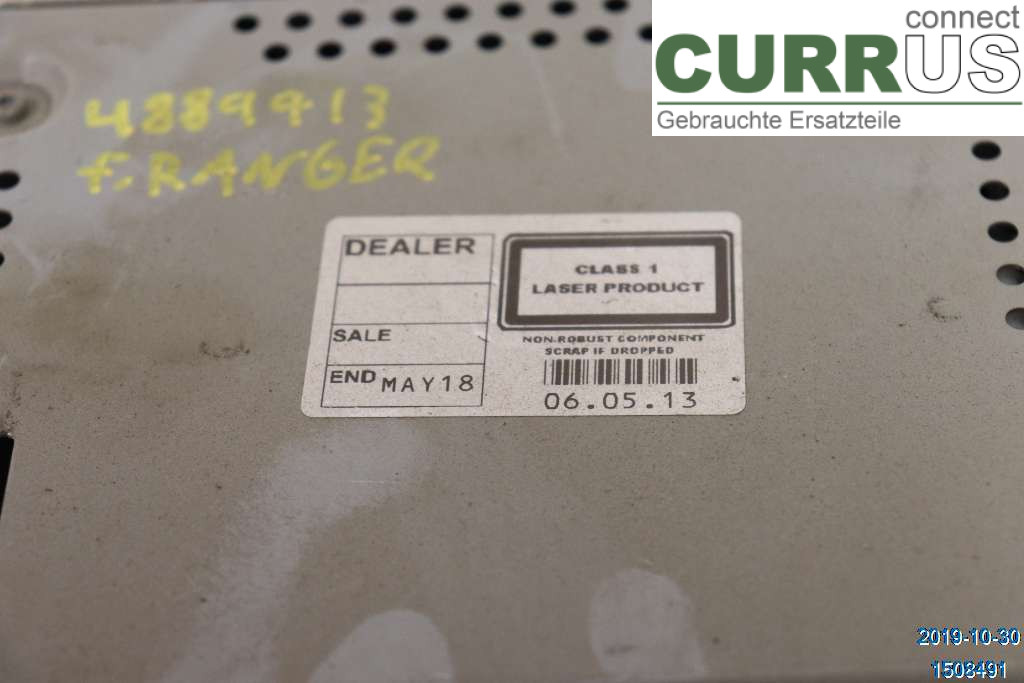 connect
CURRUS
Gebrauchte Ersatzteile
4889913
F. RANGER
DEALER
CLASS 1
LASER PRODUCT
SALE
NON-ROBUST COMPONENT
SCRAP IF DROPPED
END MAY18
06.05.13
2019-10-30
1508491